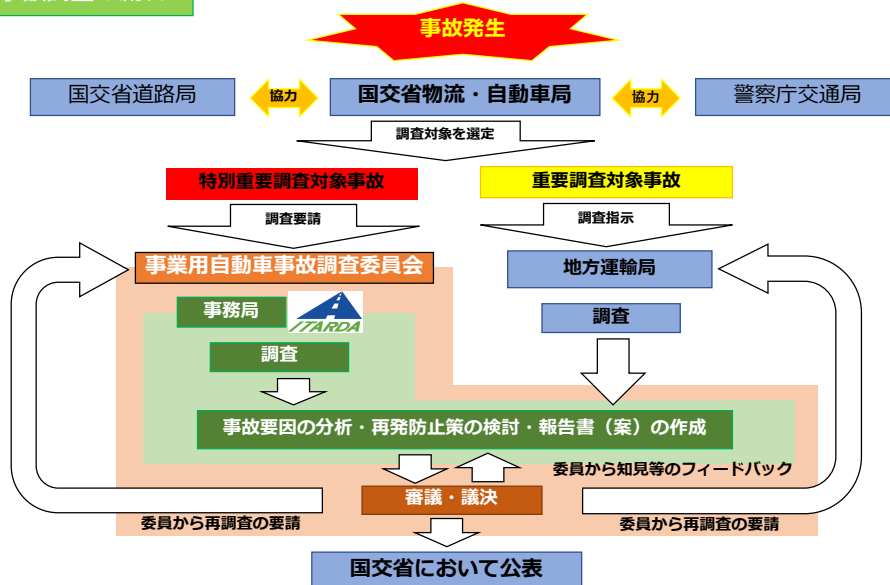 事故発生
国交省道路局
協力
国交省物流・自動車局
協力
警察庁交通局
調査対象を選定
特別重要調査対象事故
重要調査対象事故
調査要請
調査指示
事業用自動車事故調査委員会
地方運輸局
事務局
ITARDA
調査
調査
事故要因の分析・再発防止策の検討・報告書（案）の作成
委員から知見等のフィードバック
審議・議決
委員から再調査の要請
委員から再調査の要請
国交省において公表